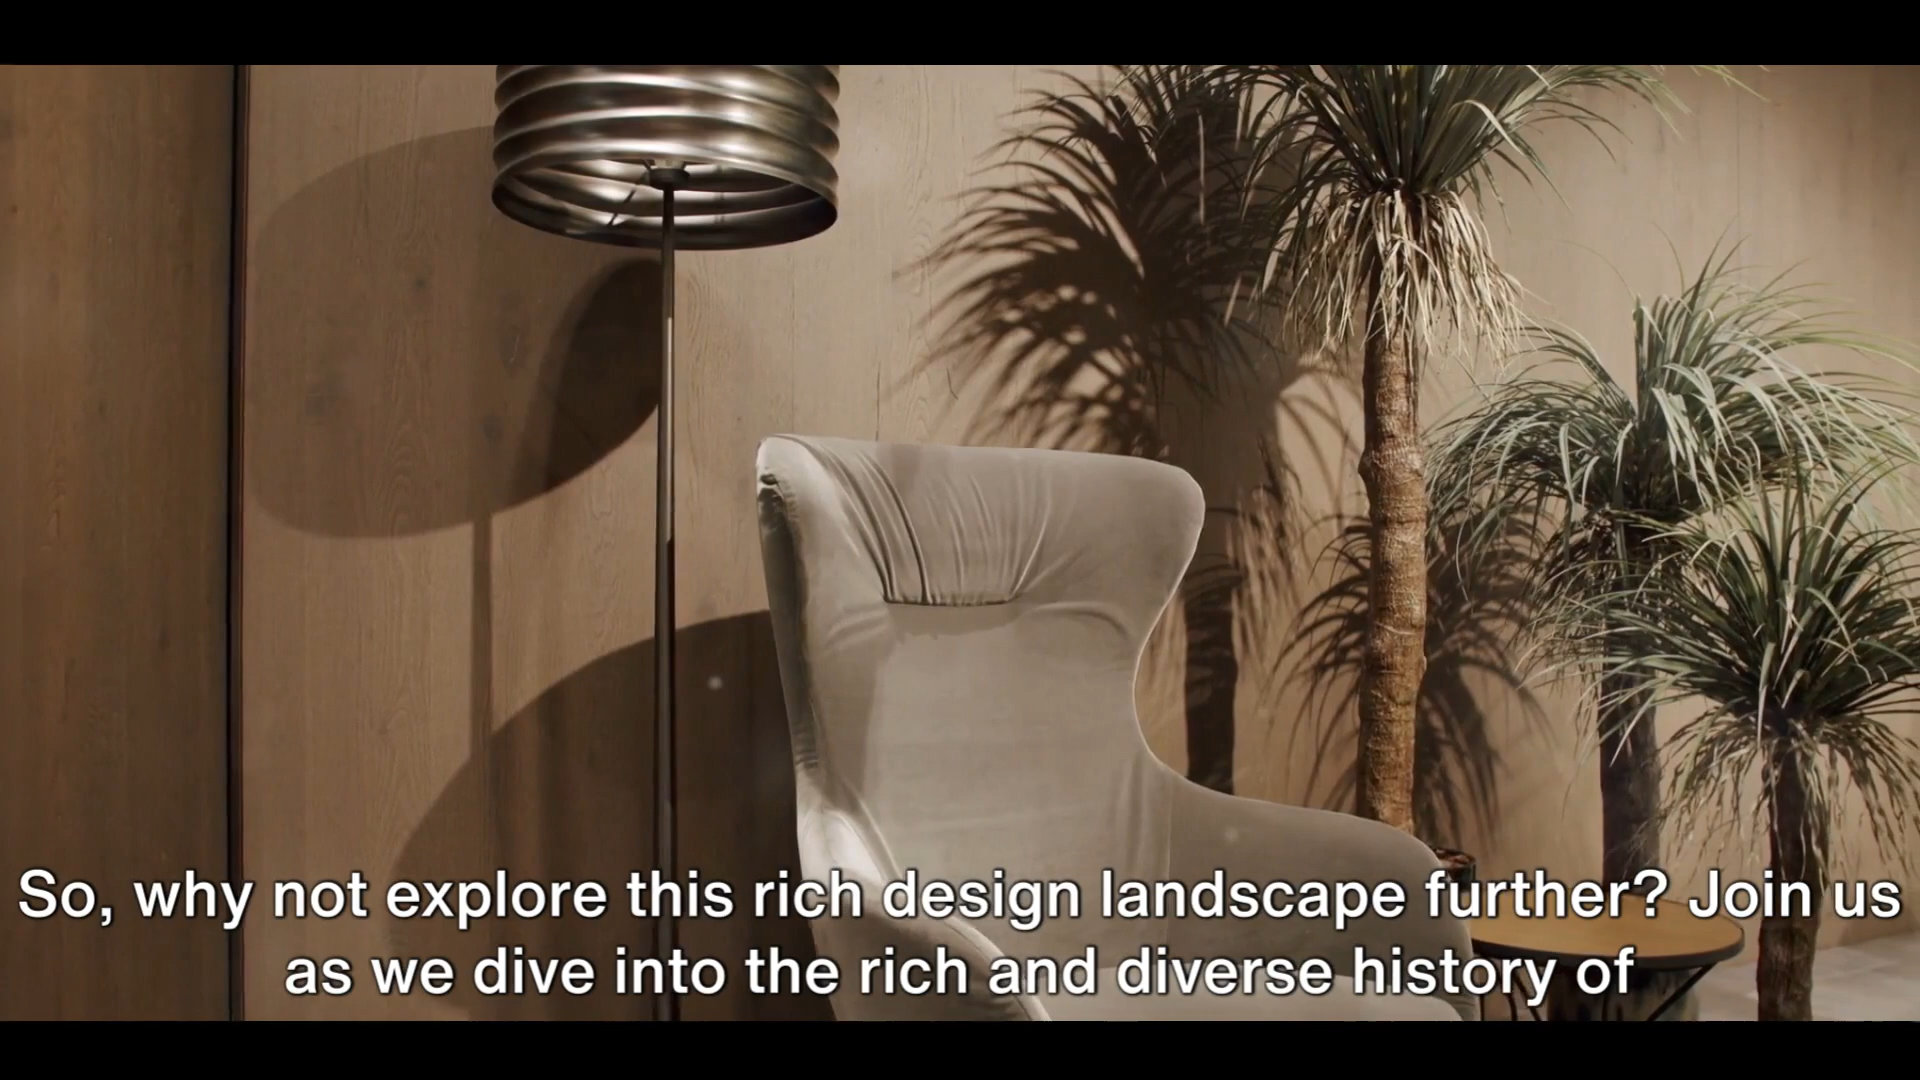 So, why not explore this rich design landscape further? Join us
as we dive into the rich and diverse history of